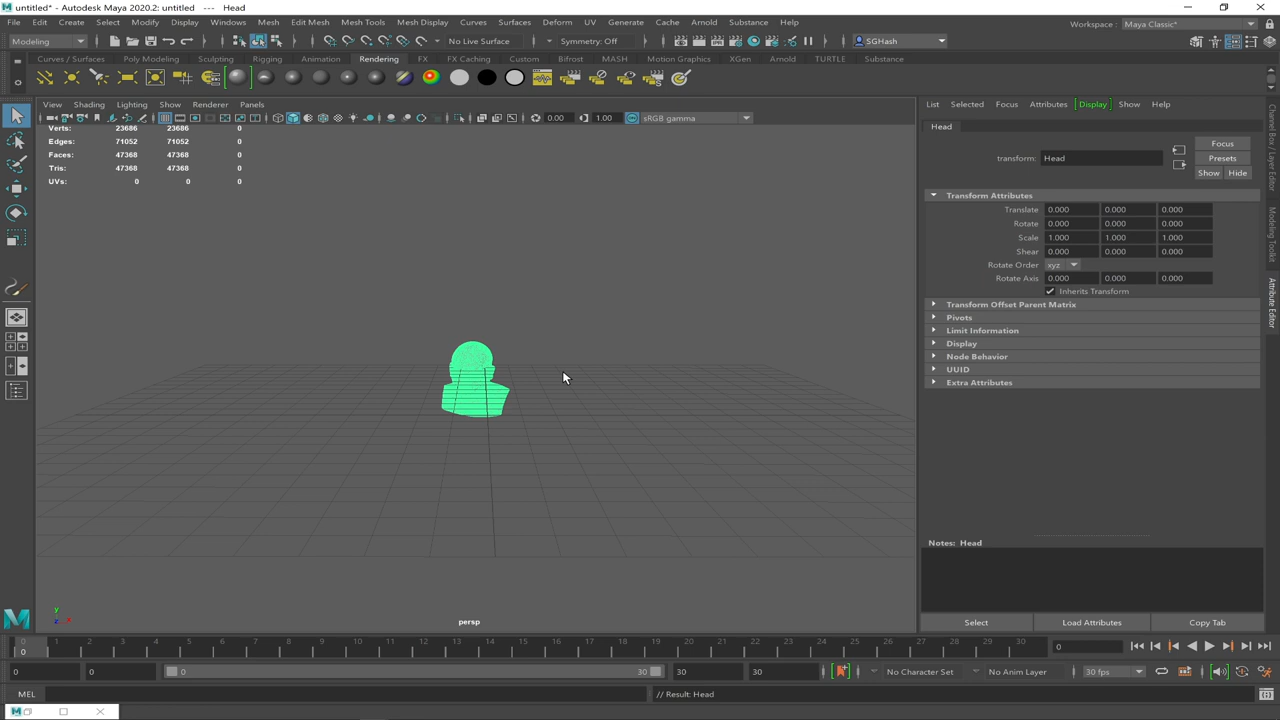 untitled* - Autodesk Maya 2020.2: untitled --- Head
File Edit Create Select Modify Display Windows Mesh Edit Mesh Mesh Tools Mesh Display Curves Surfaces Deform UV Generate Cache Arnold Substance Help
Workspace : Maya Classic*
Modeling No Live Surface Symmetry: Off SGHash
Curves / Surfaces Poly Modeling Sculpting Rigging Animation Rendering FX FX Caching Custom Bifrost MASH Motion Graphics XGen Arnold TURTLE Substance
View Shading Lighting Show Renderer Panels
0.00 1.00 sRGB gamma
Verts: 23686 23686 0
Edges: 71052 71052 0
Faces: 47368 47368 0
Tris: 47368 47368 0
UVs: 0 0 0
y
z x
persp
List Selected Focus Attributes Display Show Help
Head
transform: Head
Focus
Presets
Show Hide
Transform Attributes
Translate 0.000 0.000 0.000
Rotate 0.000 0.000 0.000
Scale 1.000 1.000 1.000
Shear 0.000 0.000 0.000
Rotate Order xyz
Rotate Axis 0.000 0.000 0.000
Inherits Transform
Transform Offset Parent Matrix
Pivots
Limit Information
Display
Node Behavior
UUID
Extra Attributes
Notes: Head
Select Load Attributes Copy Tab
Channel Box / Layer Editor
Modeling Toolkit
Attribute Editor
0 1 2 3 4 5 6 7 8 9 10 11 12 13 14 15 16 17 18 19 20 21 22 23 24 25 26 27 28 29 30
0
0
0 0 0 30 30 30 No Character Set No Anim Layer 30 fps
MEL // Result: Head